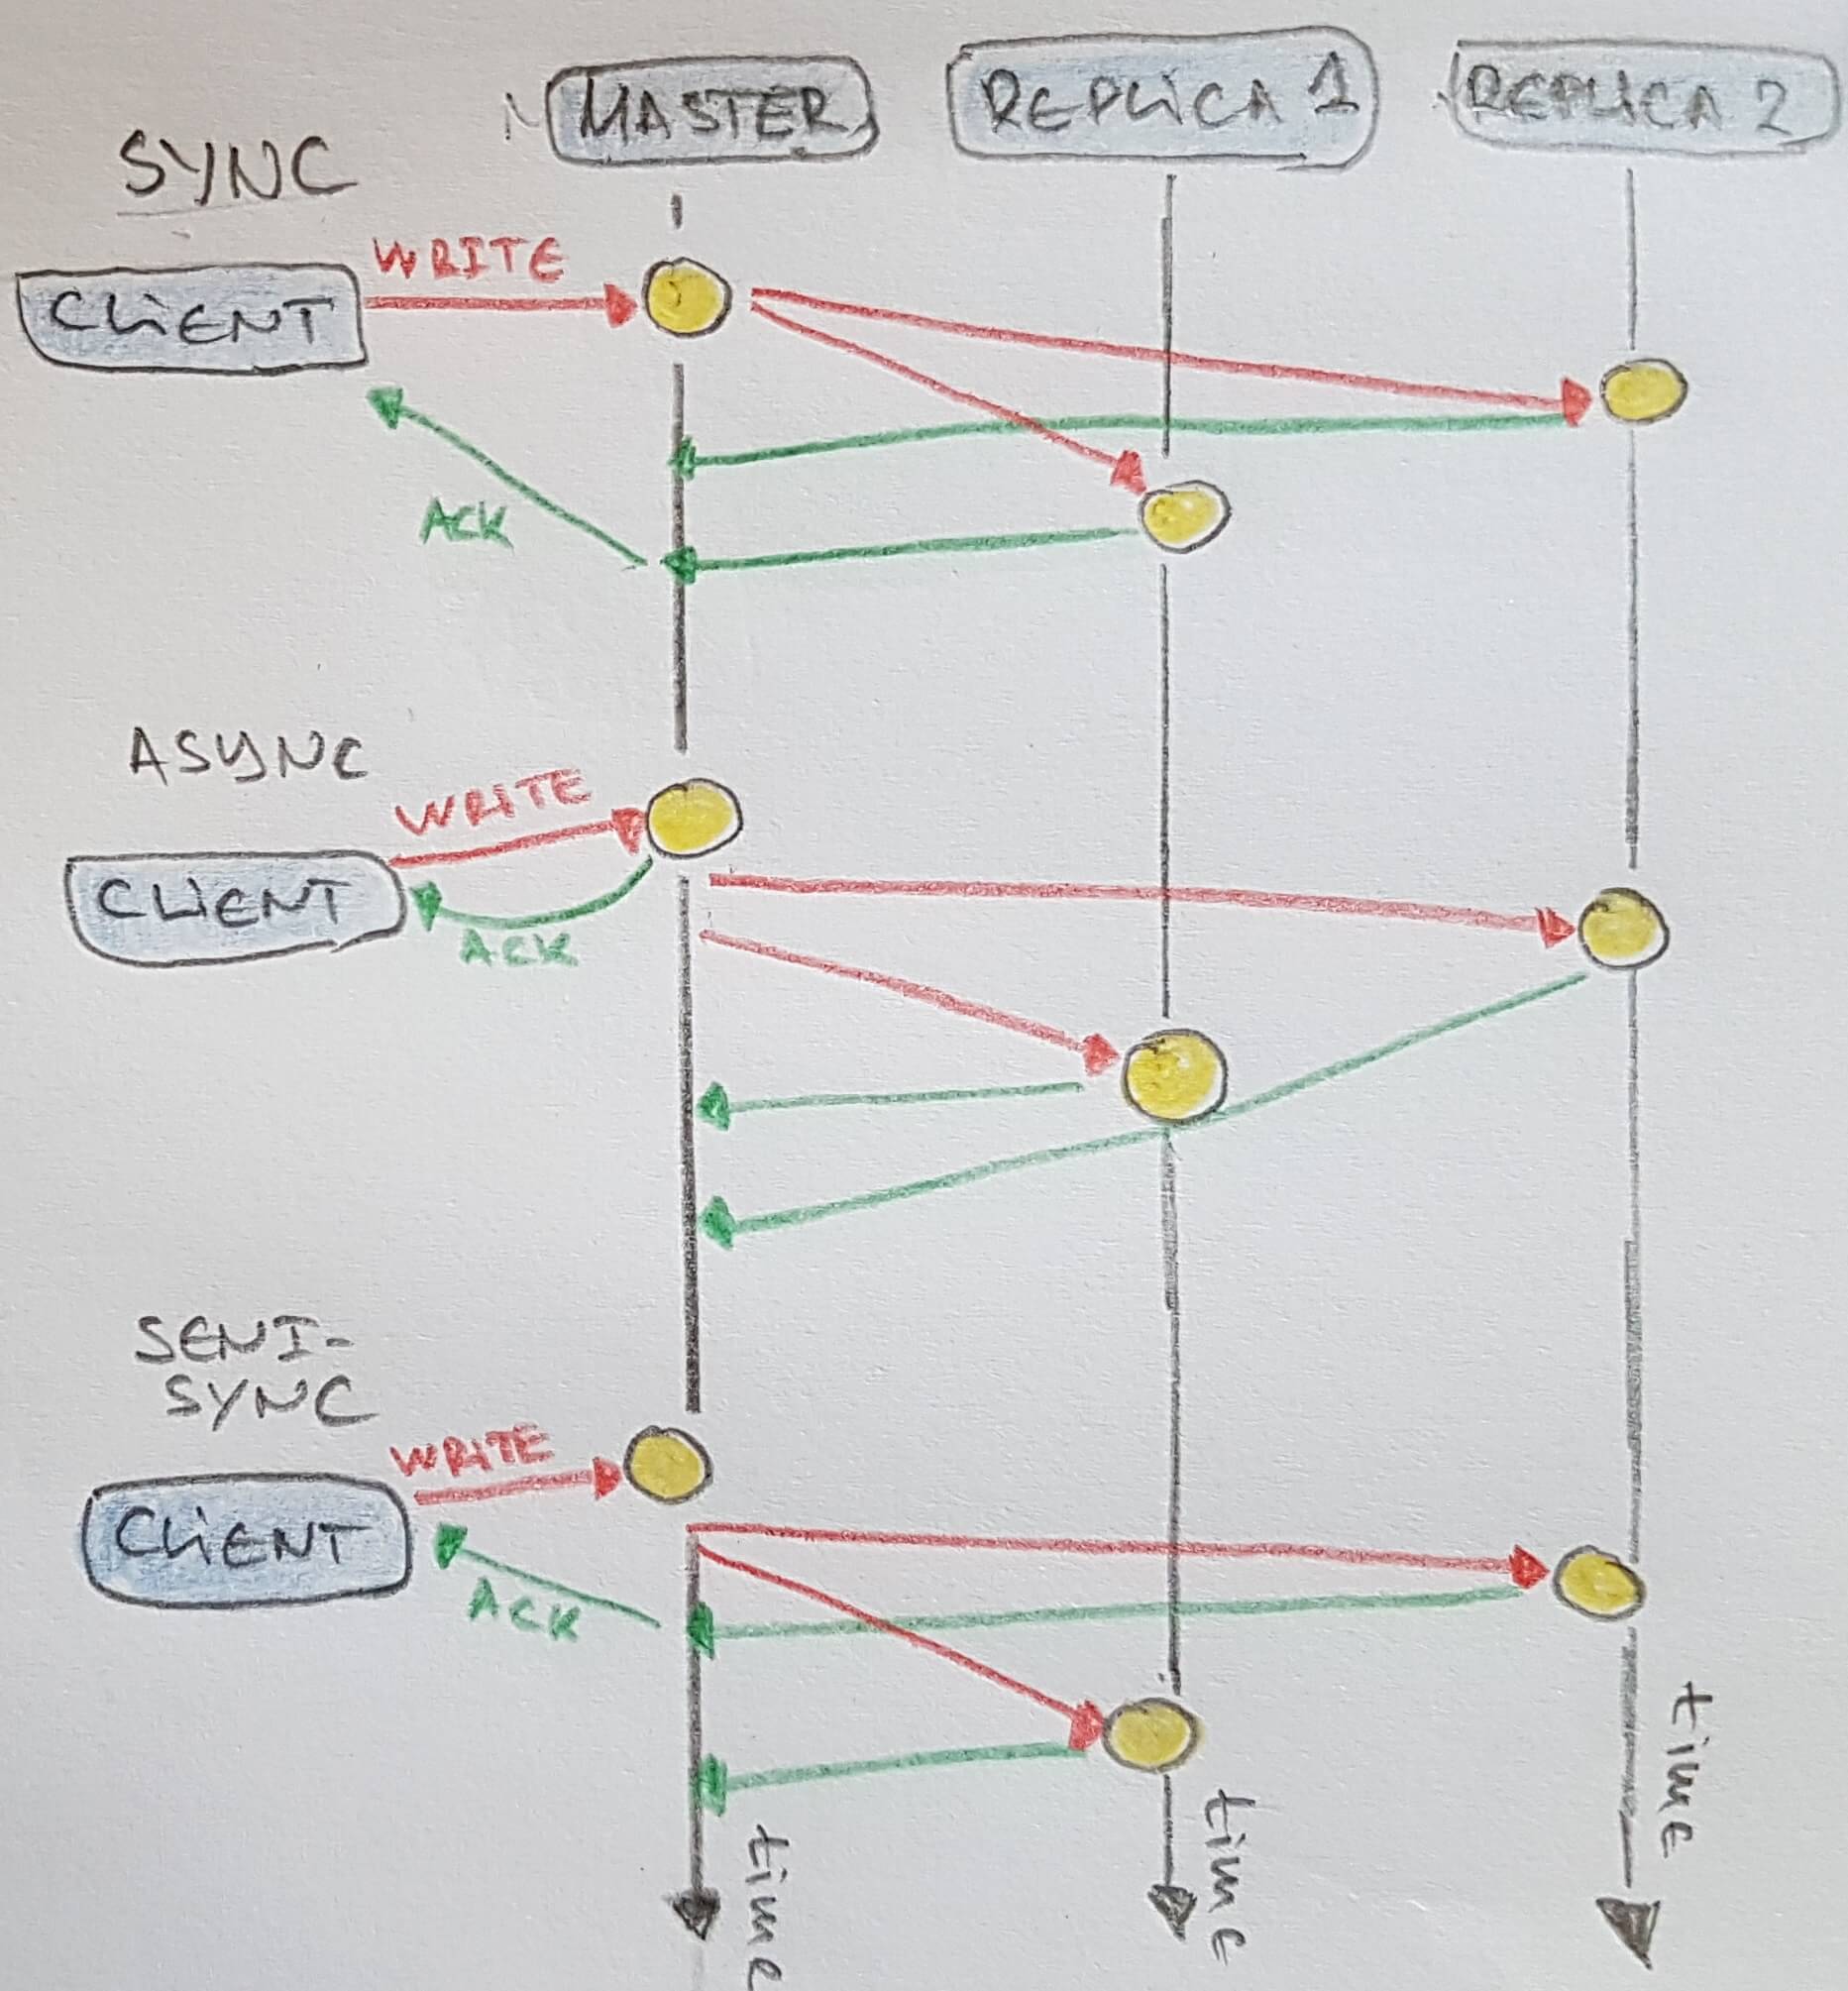 MASTER
REPLICA 1
REPLICA 2
SYNC
WRITE
CLIENT
ACK
ASYNC
WRITE
CLIENT
ACK
SEMI-
SYNC
WRITE
CLIENT
ACK
time
time
time